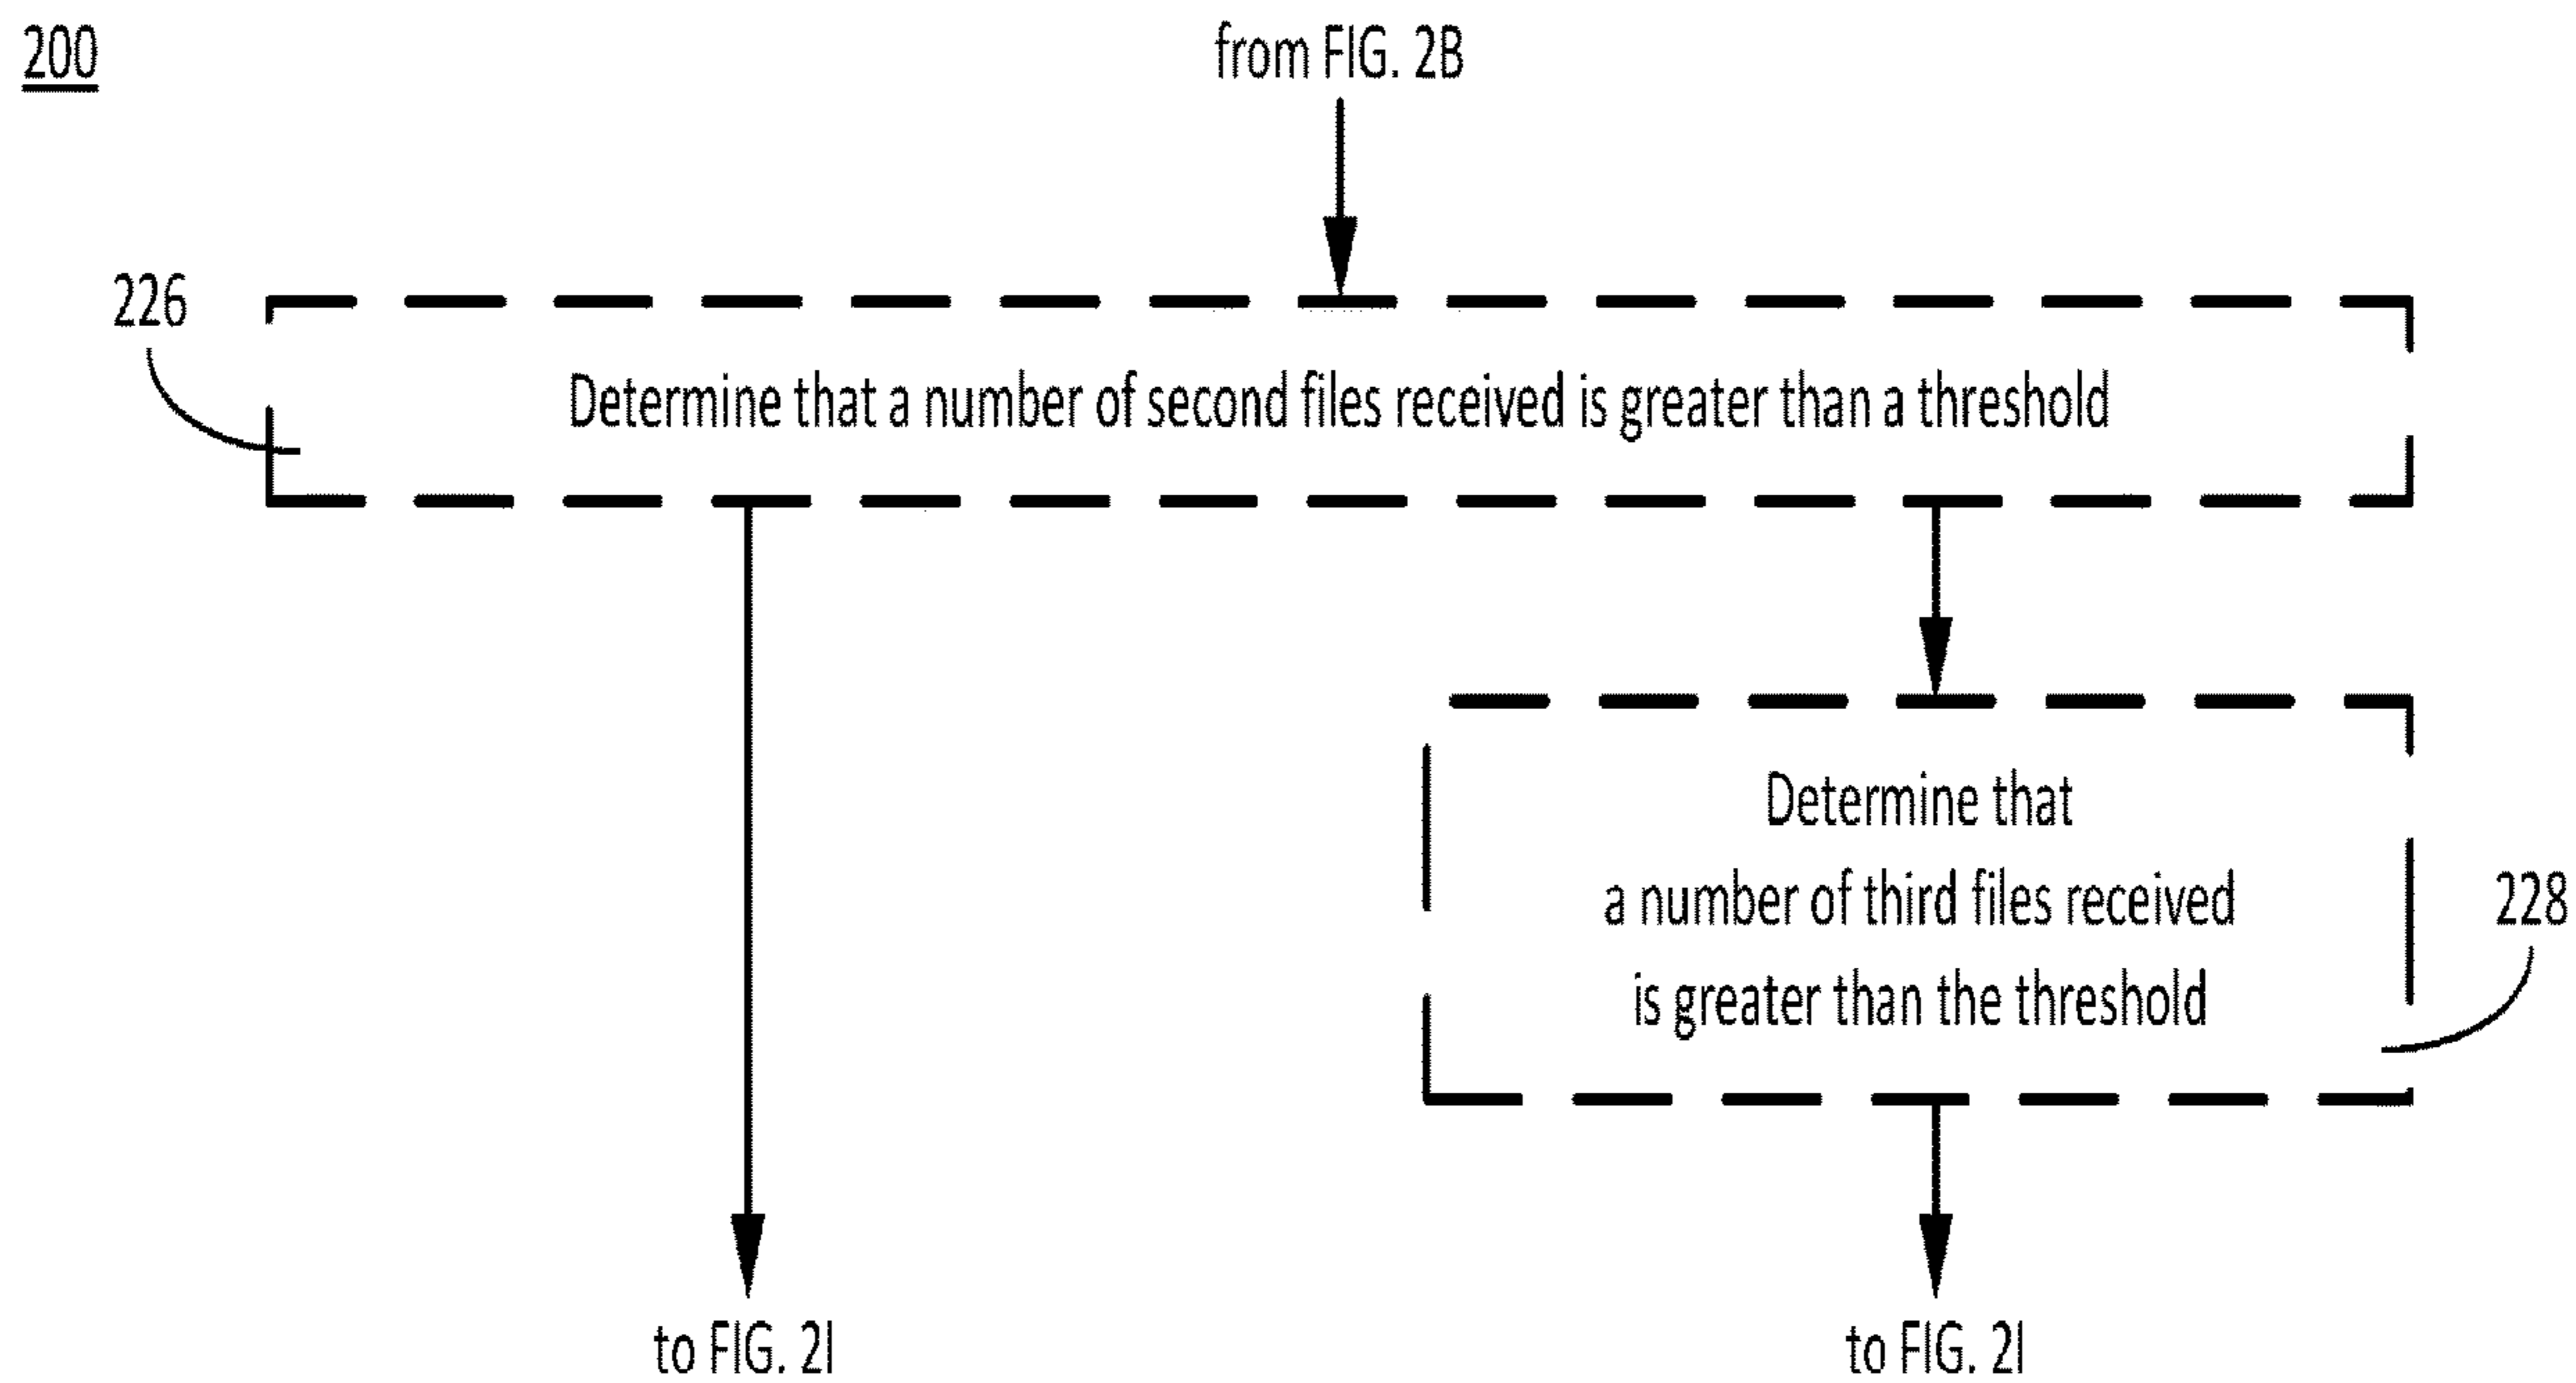 200
from FIG. 2B
226
Determine that a number of second files received is greater than a threshold
Determine that
a number of third files received
is greater than the threshold
228
to FIG. 2I
to FIG. 2I